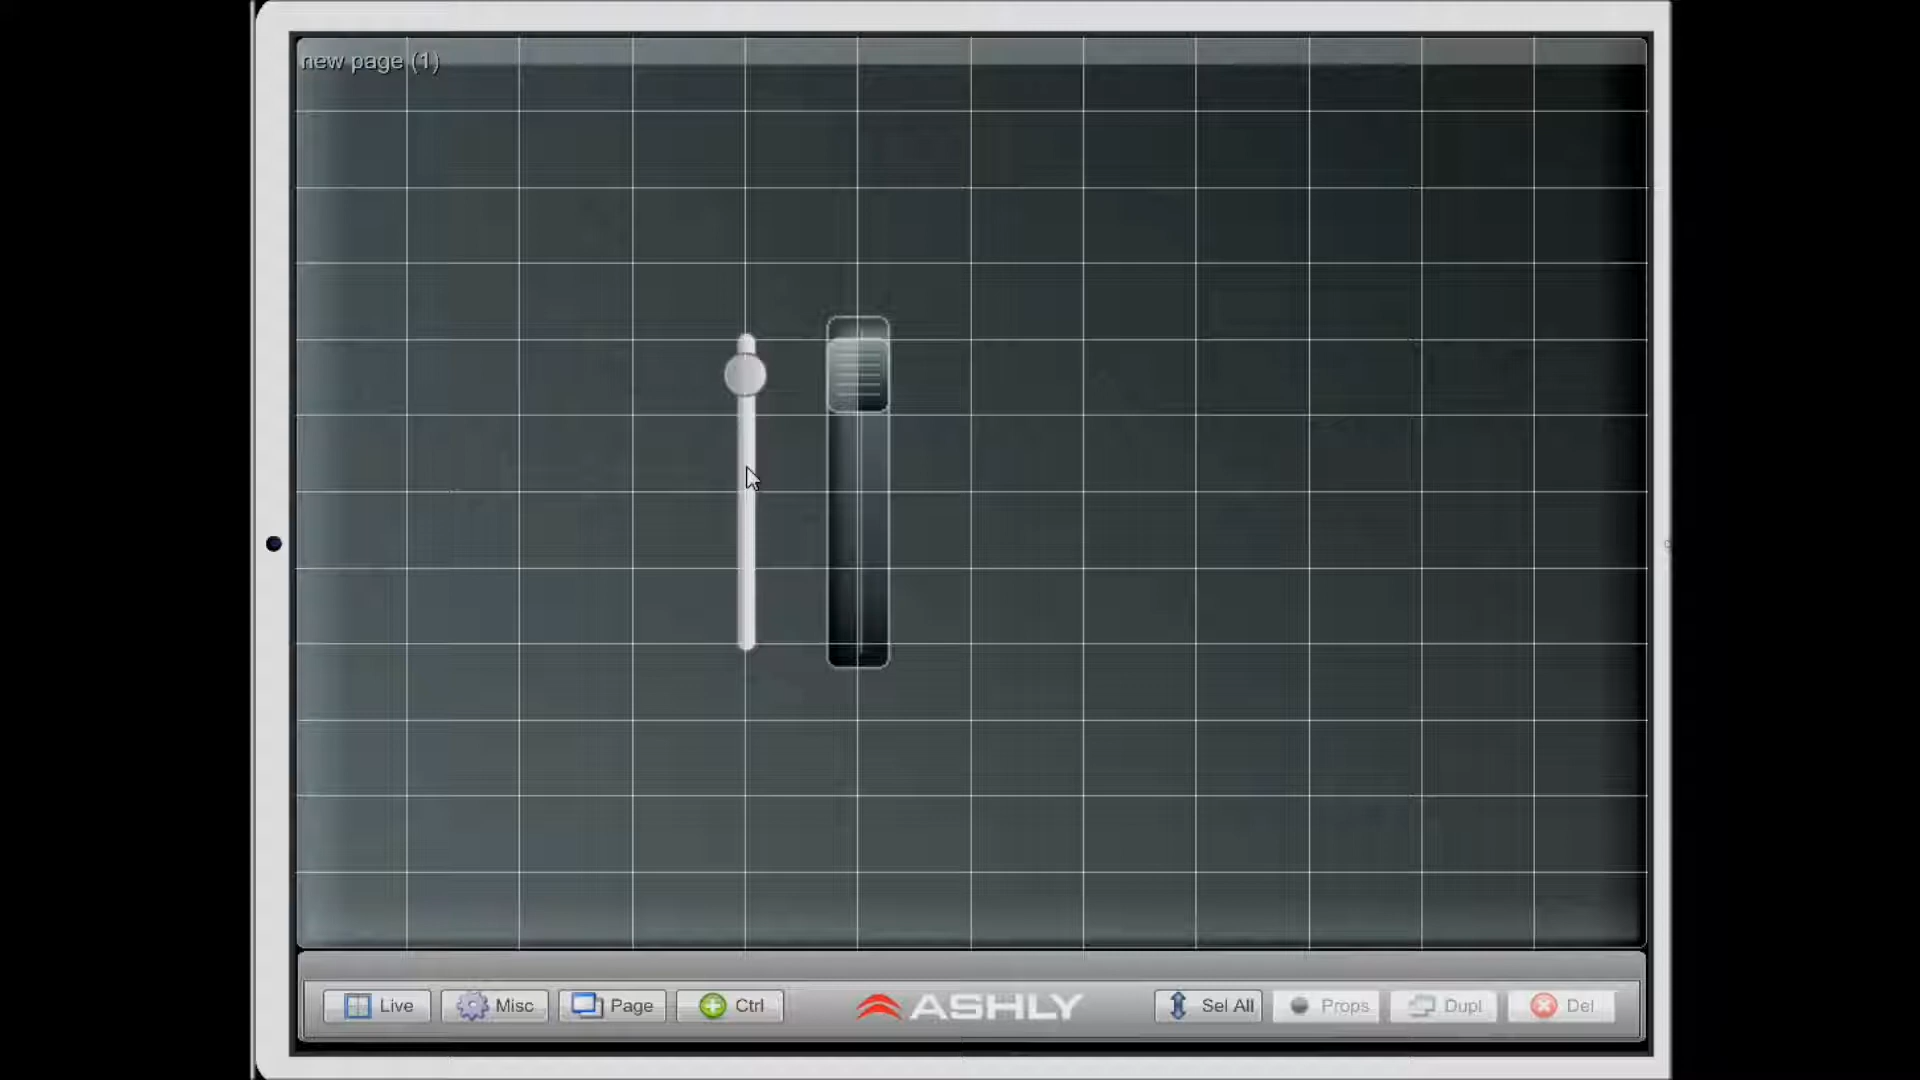 new page (1)
Live
Misc
Page
Ctrl
ASHLY
Sel All
Props
Dupl
Del